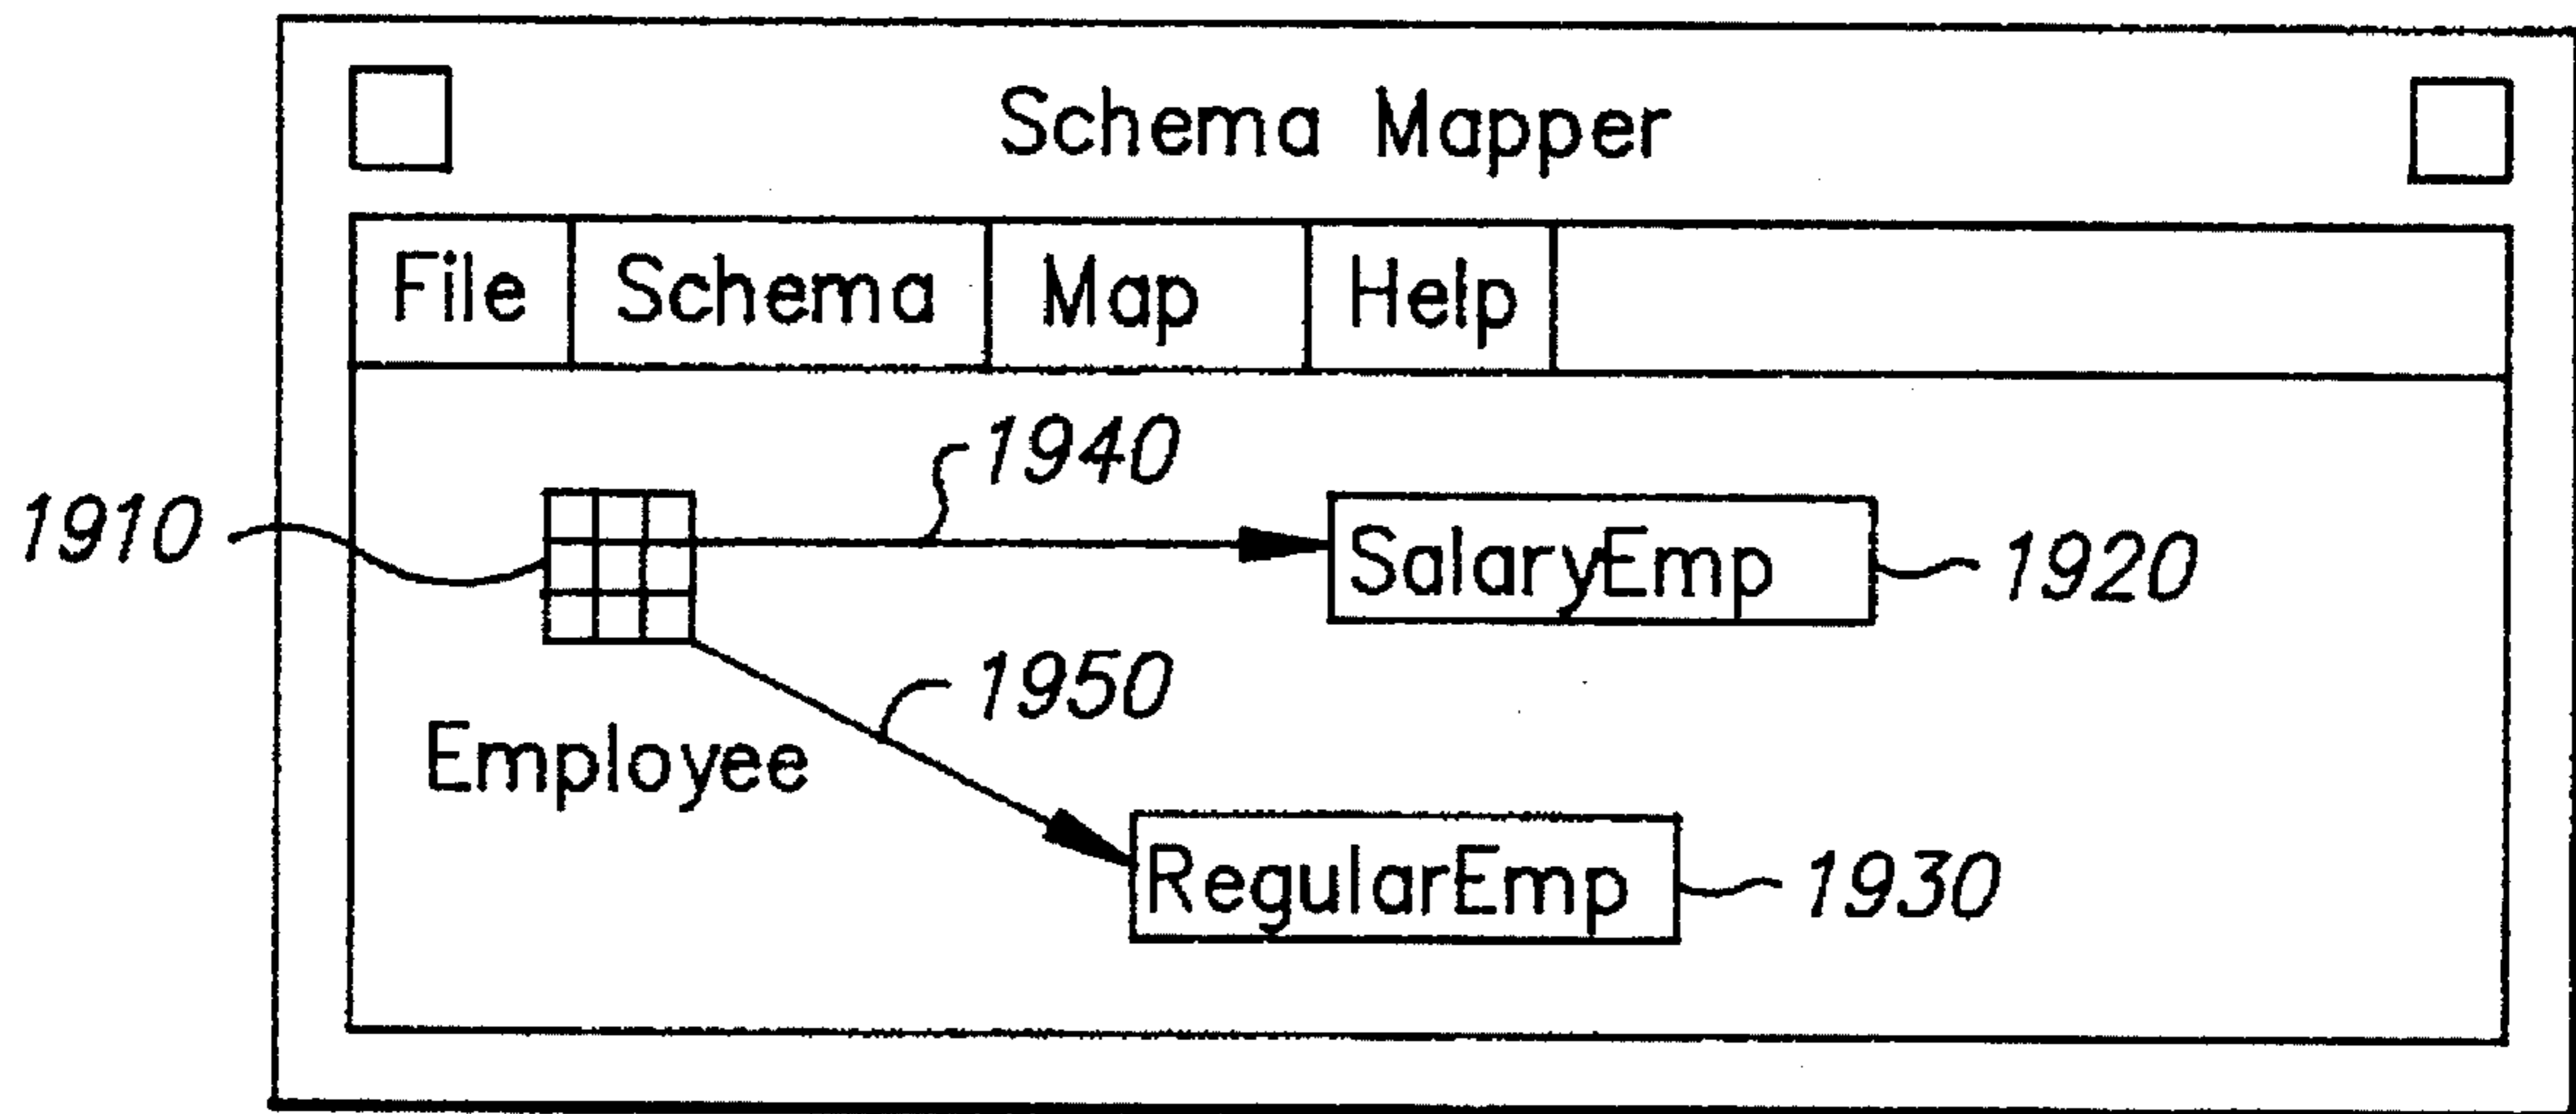 Schema Mapper
File Schema Map Help
1940
1910
SalaryEmp 1920
1950
Employee
RegularEmp 1930